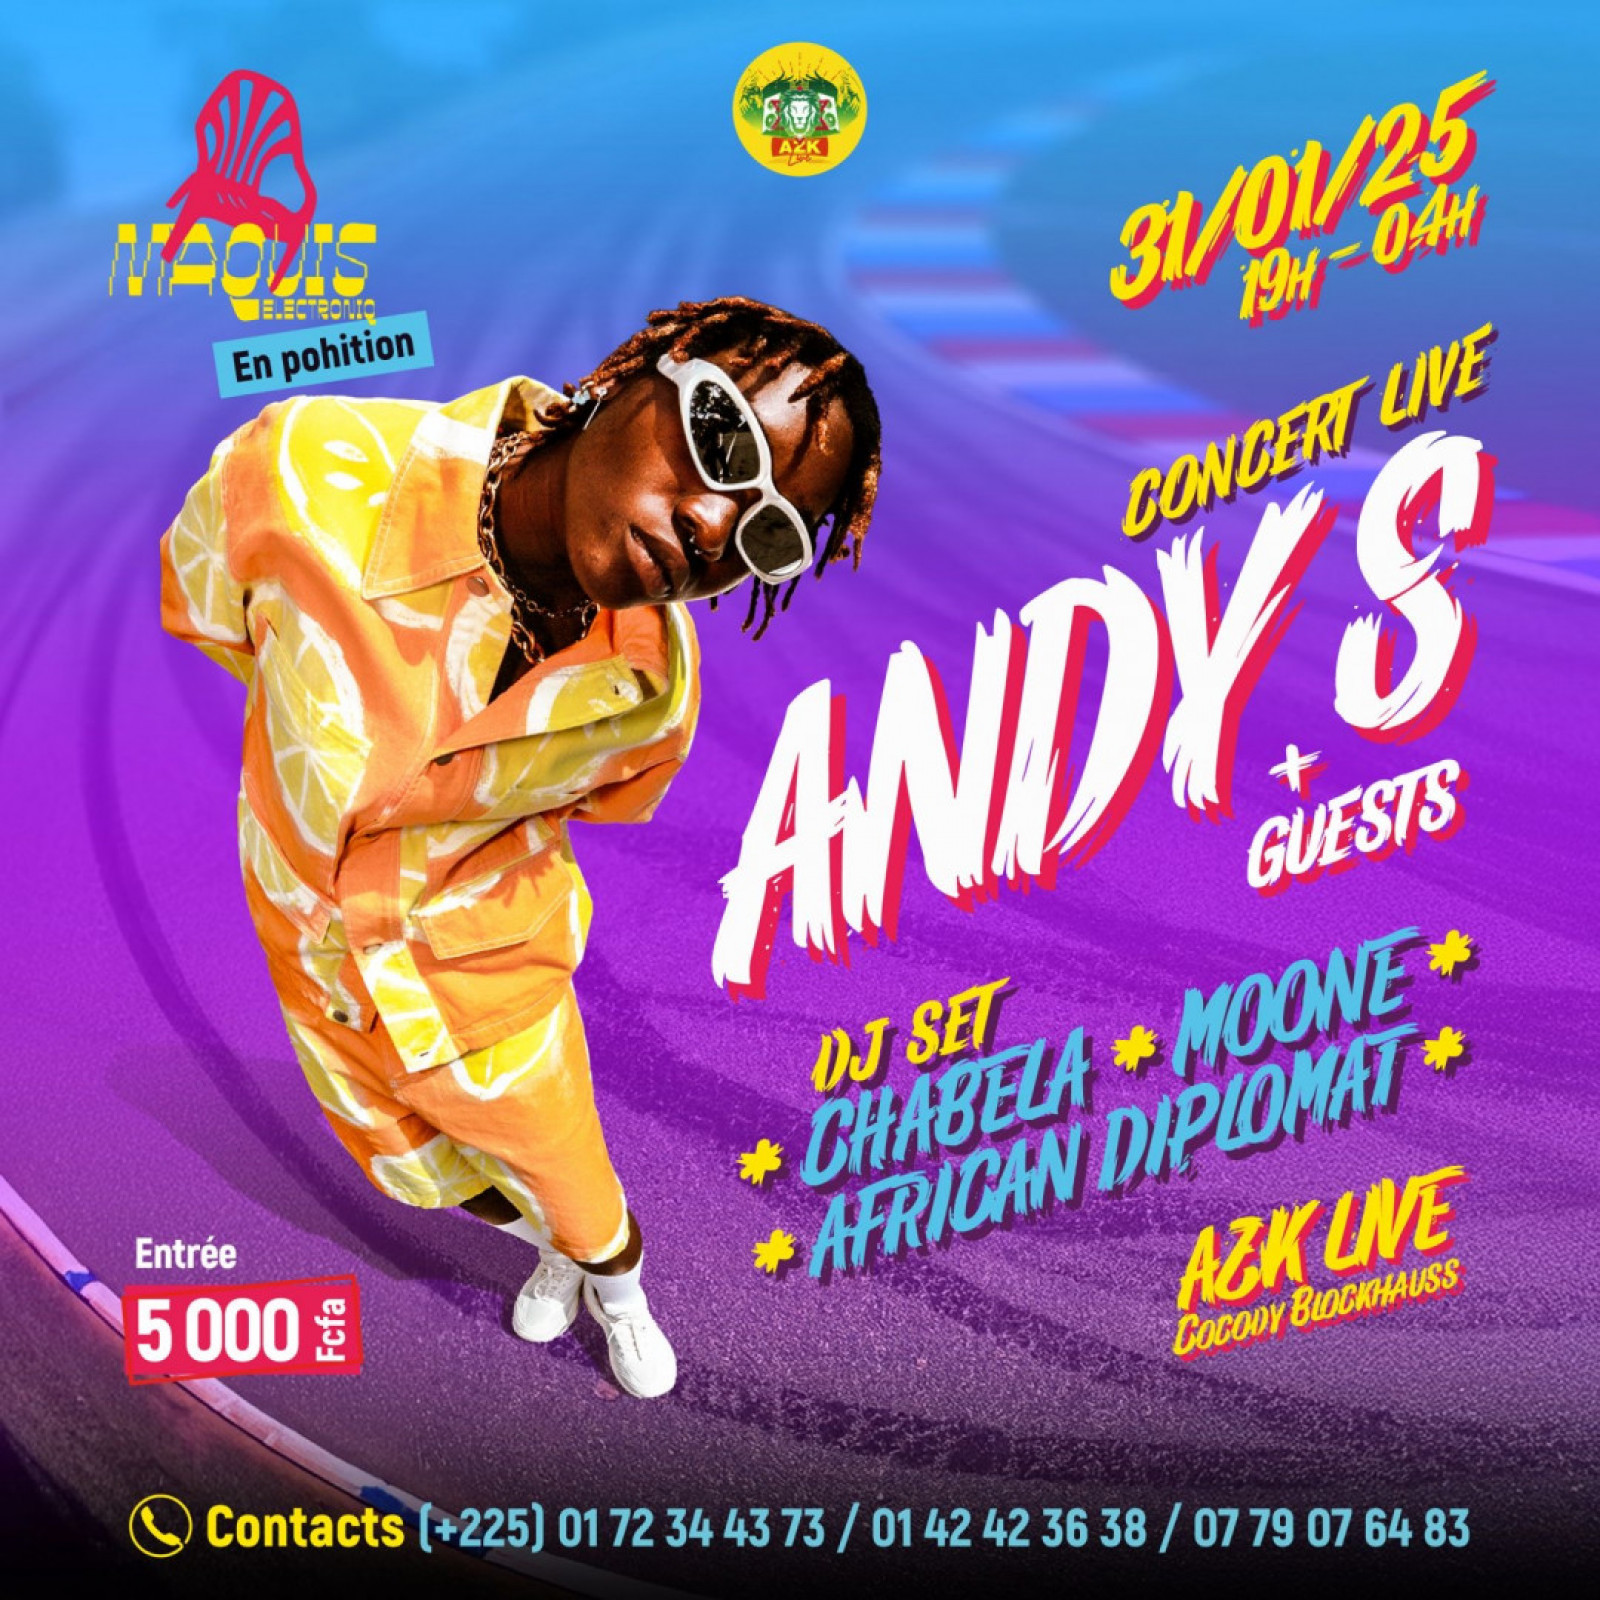 MAQUIS
ELECTRONIQ
En pohition
AZK
Live
31/01/25
19H - 04H
CONCERT LIVE
ANDY S
+
GUESTS
DJ SET
CHABELA * MOONE *
* AFRICAN DIPLOMAT *
AZK LIVE
COCODY BLOCKHAUSS
Entrée
5 000 Fcfa
Contacts (+225) 01 72 34 43 73 / 01 42 42 36 38 / 07 79 07 64 83